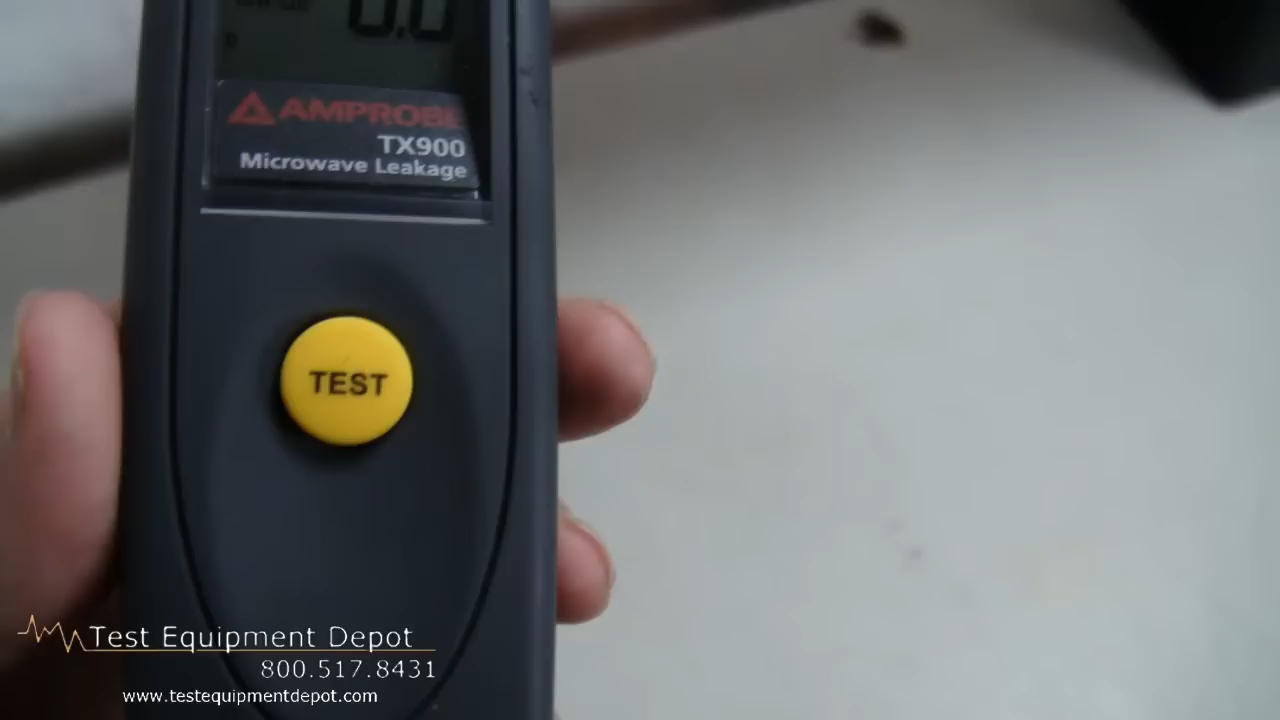 0.0
AMPROBE
TX900
Microwave Leakage
TEST
Test Equipment Depot
800.517.8431
www.testequipmentdepot.com